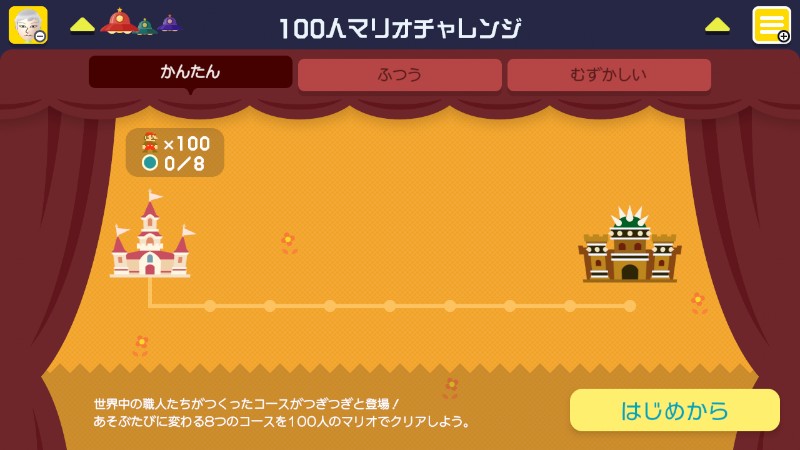 100人マリオチャレンジ
かんたん
ふつう
むずかしい
×100
0/8
世界中の職人たちがつくったコースがつぎつぎと登場!
あそぶたびに変わる8つのコースを100人のマリオでクリアしよう。
はじめから